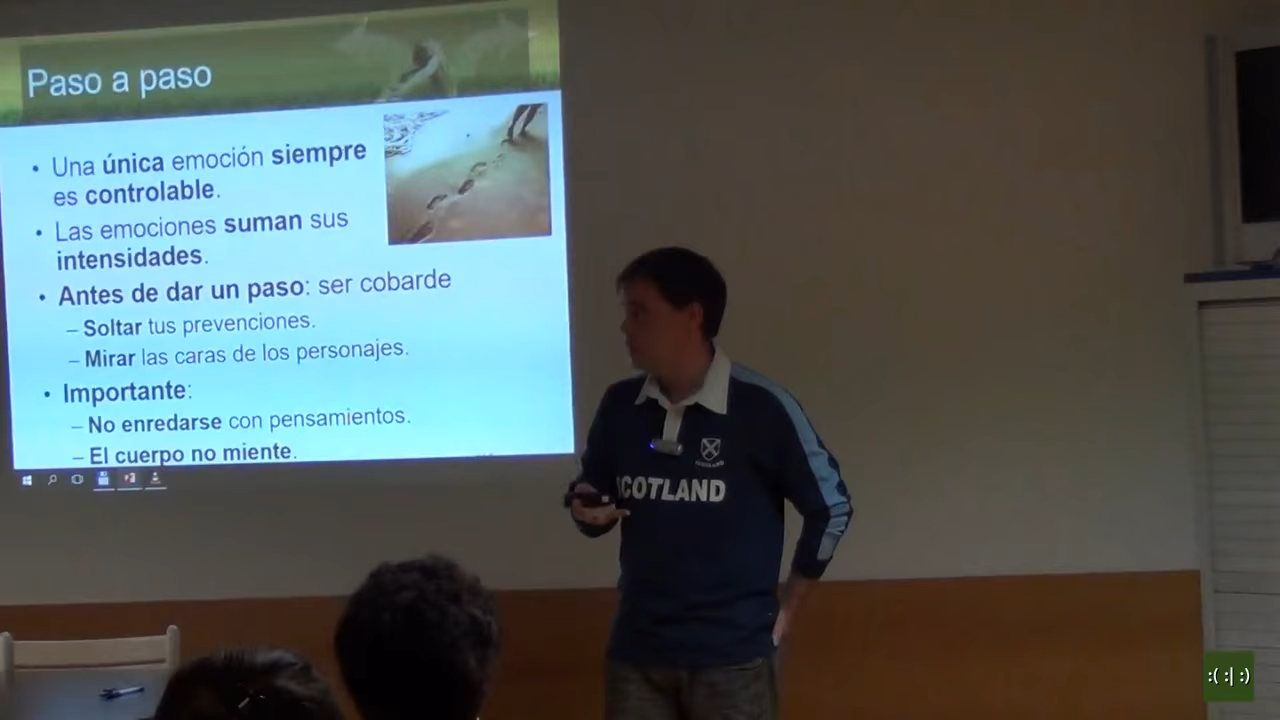 Paso a paso
• Una única emoción siempre
es controlable.
• Las emociones suman sus
intensidades.
• Antes de dar un paso: ser cobarde
– Soltar tus prevenciones.
– Mirar las caras de los personajes.
• Importante:
– No enredarse con pensamientos.
– El cuerpo no miente.
SCOTLAND
SCOTLAND
:( :| :)